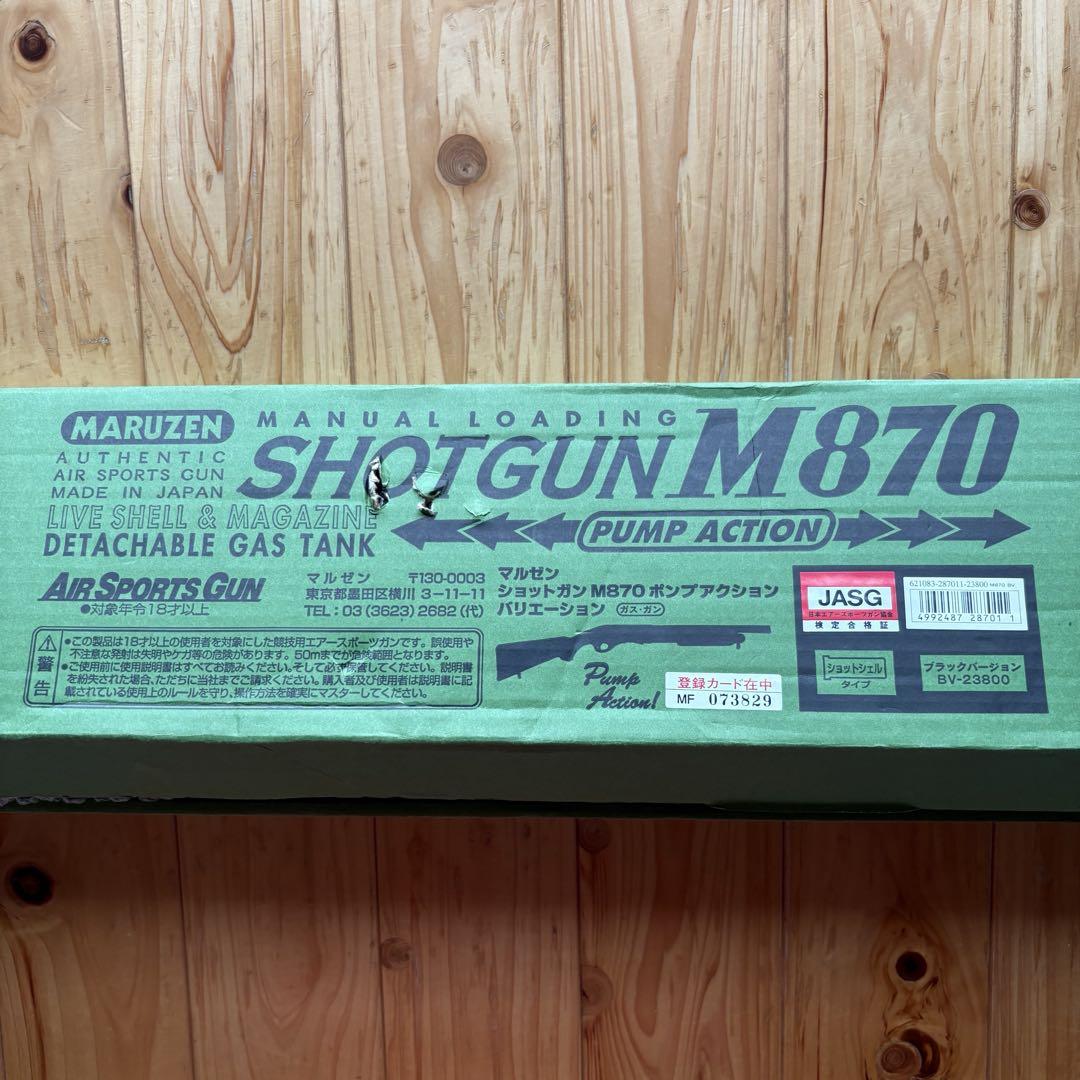 MARUZEN
AUTHENTIC
AIR SPORTS GUN
MADE IN JAPAN
MANUAL LOADING
SHOTGUN M870
LIVE SHELL & MAGAZINE
DETACHABLE GAS TANK
PUMP ACTION
AIR SPORTS GUN
●対象年令18才以上
マルゼン 〒130-0003
東京都墨田区横川 3-11-11
TEL:03(3623)2682(代)
マルゼン
ショットガン M870 ポンプアクション
バリエーション ガス・ガン
警告
●この製品は18才以上の使用者を対象にした競技用エアースポーツガンです。誤使用や
不注意な発射は失明やケガ等の危険があります。50mまでが危険範囲となります。
●ご使用前に使用説明書はすべてお読みください。そして必ず保管してください。説明書
を紛失された場合、ただちに当社までご請求ください。購入者及び使用者は説明書に記
載されている使用上のルールを守り、操作方法を確実にマスターしてください。
Pump
Action!
登録カード在中
MF 073829
JASG
日本エアースポーツガン協会
検定合格証
621083-287011-23800 M870 BV
4992487 28701 1
ショットシェル
タイプ
ブラックバージョン
BV-23800